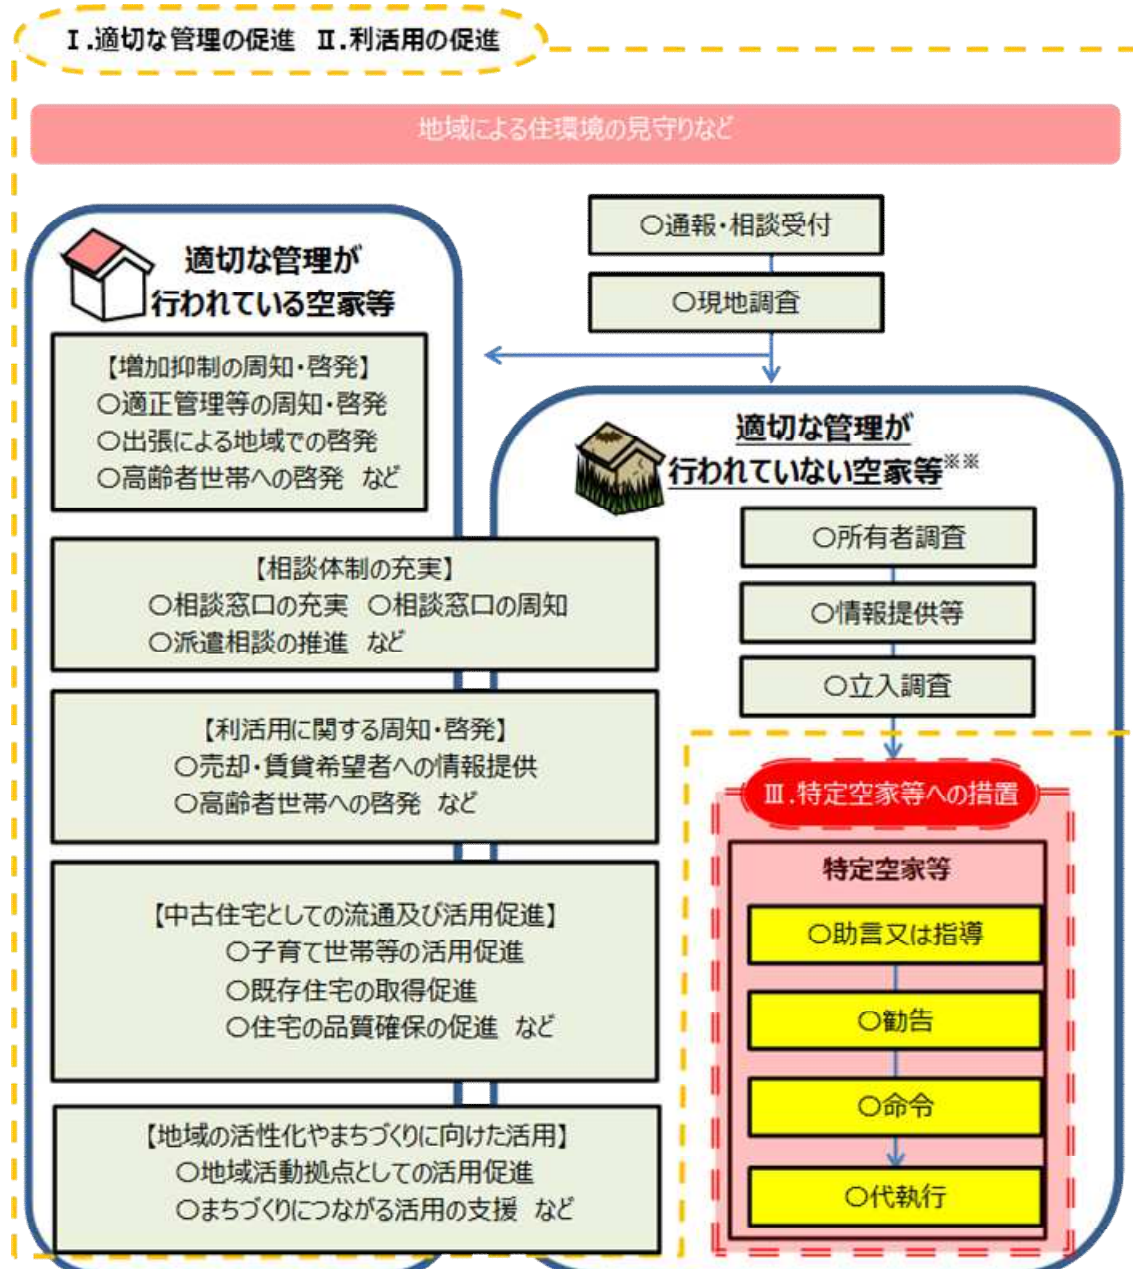 Ⅰ.適切な管理の促進 Ⅱ.利活用の促進
地域による住環境の見守りなど
○通報・相談受付
○現地調査
適切な管理が
行われている空家等
【増加抑制の周知・啓発】
○適正管理等の周知・啓発
○出張による地域での啓発
○高齢者世帯への啓発 など
適切な管理が
行われていない空家等※※
○所有者調査
○情報提供等
○立入調査
【相談体制の充実】
○相談窓口の充実 ○相談窓口の周知
○派遣相談の推進 など
【利活用に関する周知・啓発】
○売却・賃貸希望者への情報提供
○高齢者世帯への啓発 など
【中古住宅としての流通及び活用促進】
○子育て世帯等の活用促進
○既存住宅の取得促進
○住宅の品質確保の促進 など
【地域の活性化やまちづくりに向けた活用】
○地域活動拠点としての活用促進
○まちづくりにつながる活用の支援 など
Ⅲ.特定空家等への措置
特定空家等
○助言又は指導
○勧告
○命令
○代執行